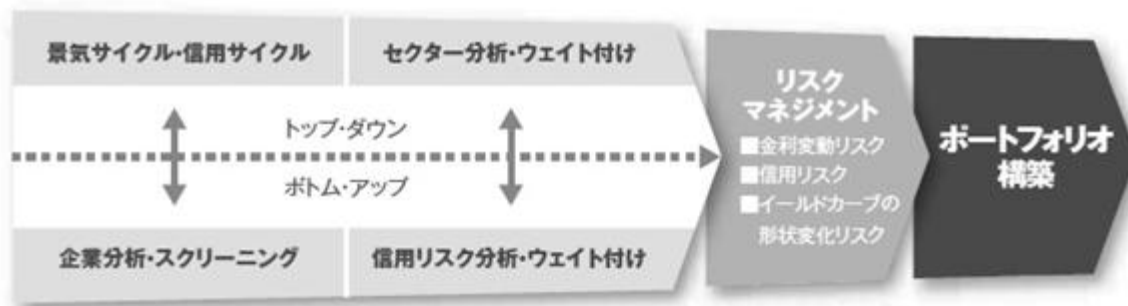 景気サイクル・信用サイクル
セクター分析・ウェイト付け
トップ・ダウン
ボトム・アップ
企業分析・スクリーニング
信用リスク分析・ウェイト付け
リスク
マネジメント
■金利変動リスク
■信用リスク
■イールドカーブの
形状変化リスク
ポートフォリオ
構築